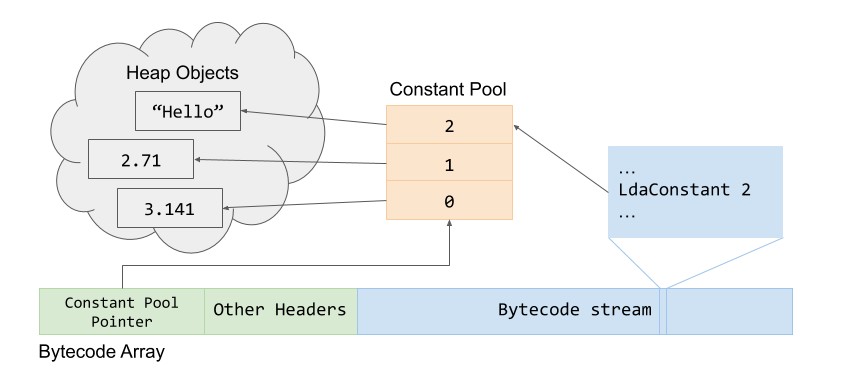 Heap Objects
Constant Pool
“Hello”
2
2.71
1
3.141
0
…
LdaConstant 2
…
Constant Pool
Pointer
Other Headers
Bytecode stream
Bytecode Array